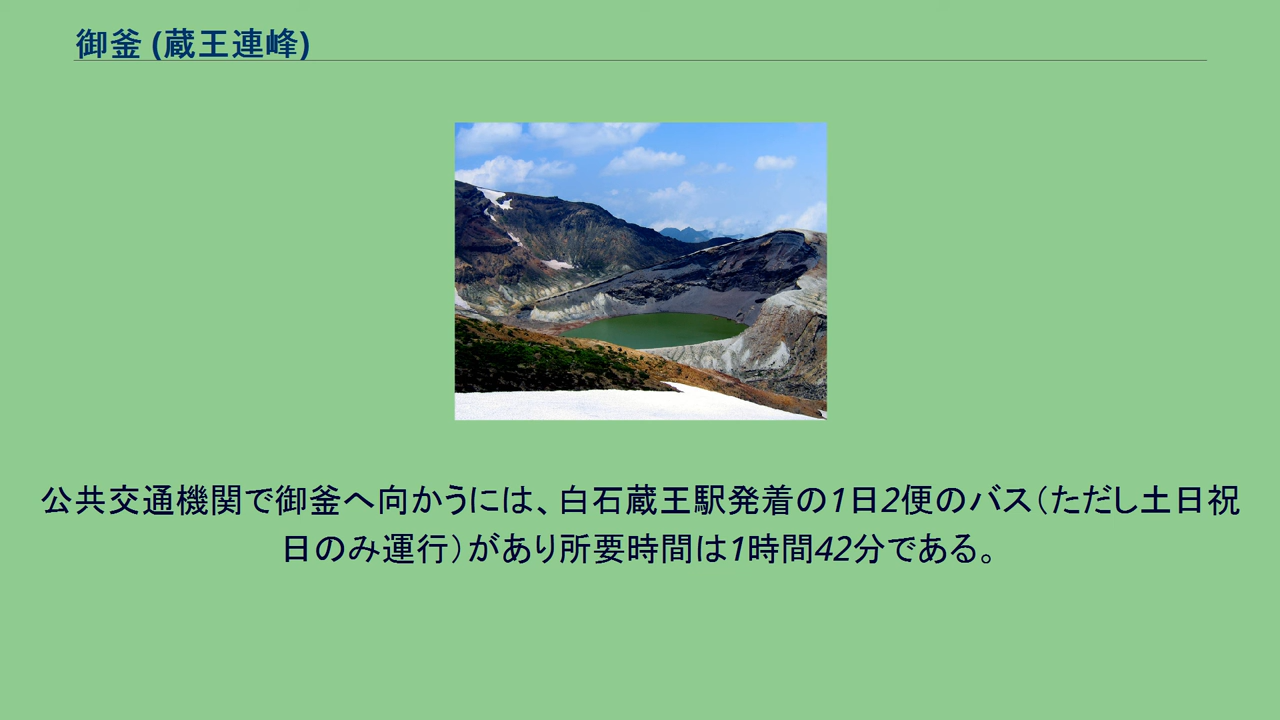 御釜 (蔵王連峰)
公共交通機関で御釜へ向かうには、白石蔵王駅発着の1日2便のバス（ただし土日祝
日のみ運行）があり所要時間は1時間42分である。